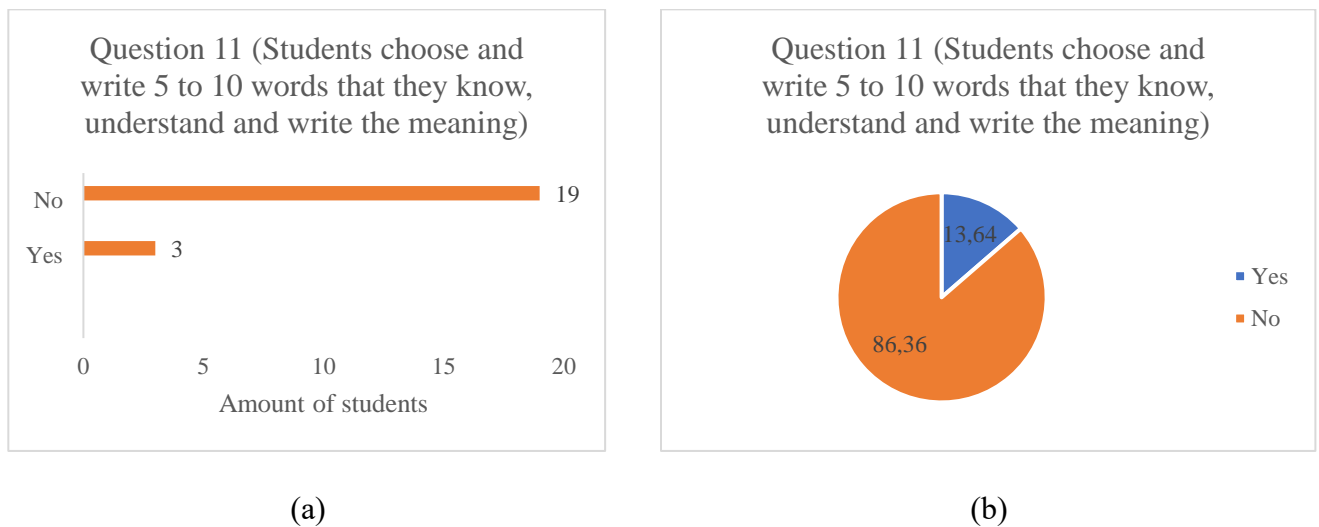 Question 11 (Students choose and
write 5 to 10 words that they know,
understand and write the meaning)
No
19
Yes
3
0 5 10 15 20
Amount of students
(a)
Question 11 (Students choose and
write 5 to 10 words that they know,
understand and write the meaning)
13,64
86,36
Yes
No
(b)